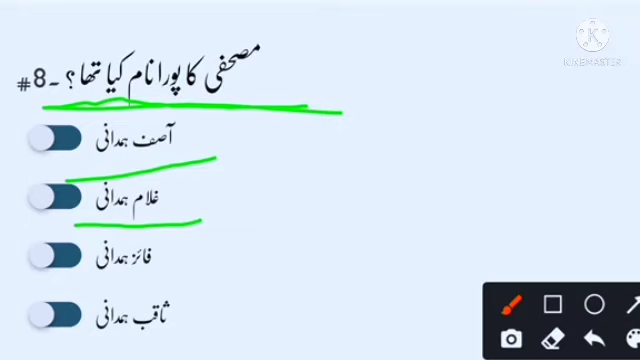 K
KINEMASTER
#8۔ مصحفی کا پورا نام کیا تھا؟
آصف ہمدانی
غلام ہمدانی
فائز ہمدانی
ثاقب ہمدانی